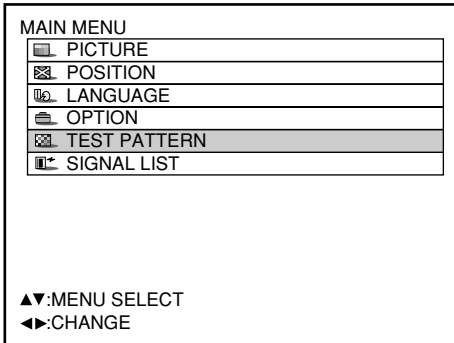 MAIN MENU
PICTURE
POSITION
LANGUAGE
OPTION
TEST PATTERN
SIGNAL LIST
▲▼:MENU SELECT
◀▶:CHANGE